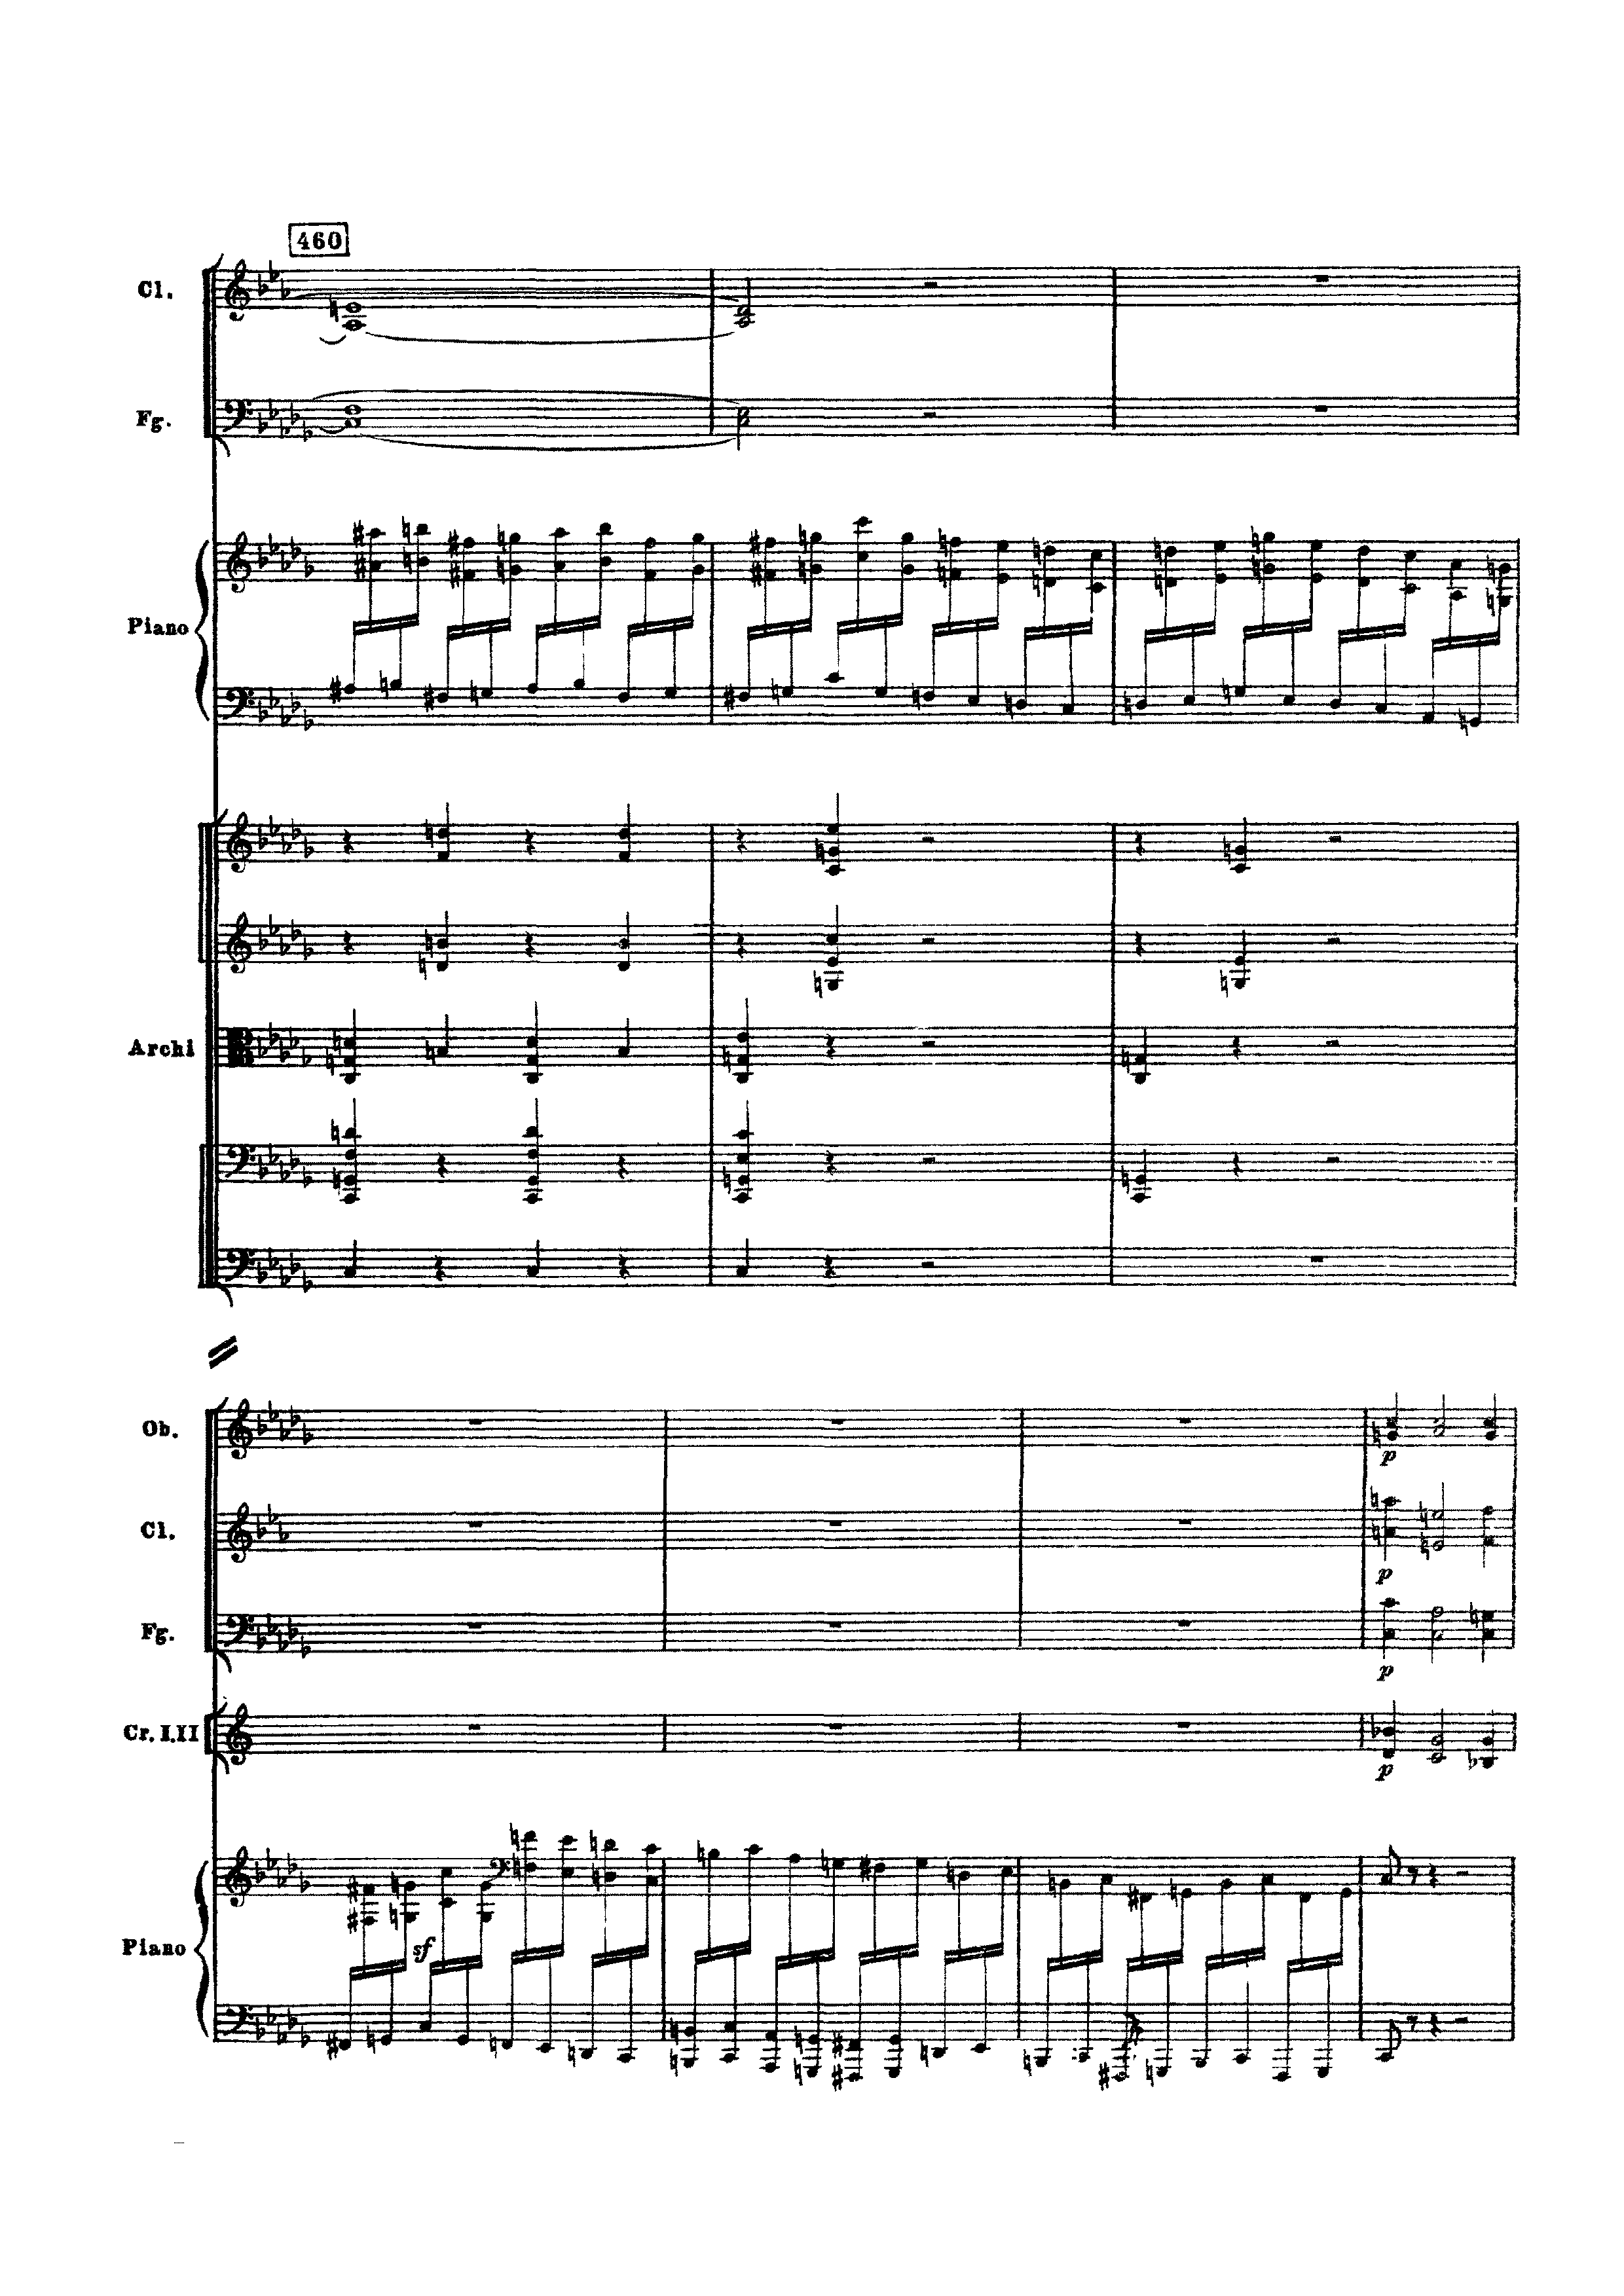 460
Cl.
Fg.
Piano
Archi
Ob.
p
Cl.
p
Fg.
p
Cr. I.II
p
Piano
sf